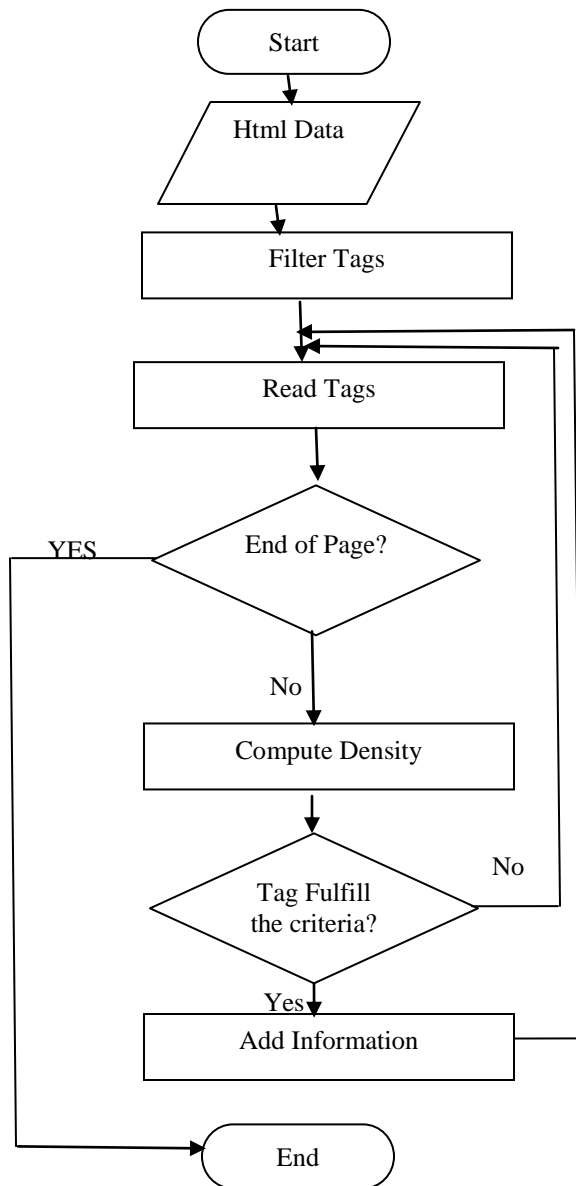 Start
Html Data
Filter Tags
Read Tags
End of Page?
YES
No
Compute Density
No
Tag Fulfill
the criteria?
Yes
Add Information
End